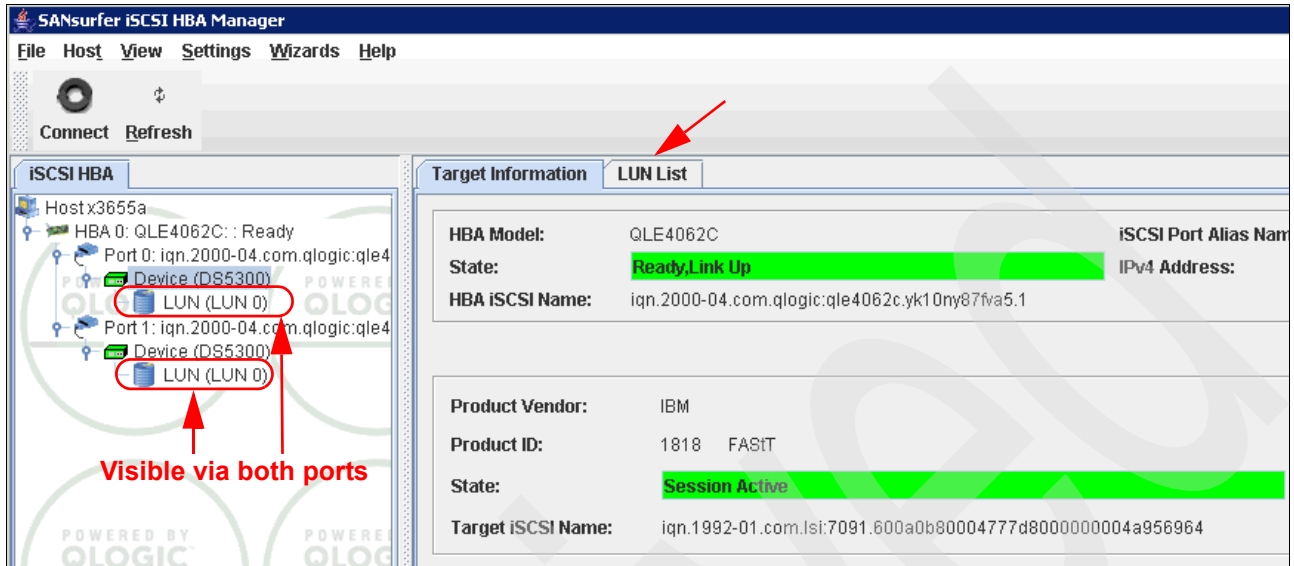 SANsurfer iSCSI HBA Manager
File Host View Settings Wizards Help
Connect Refresh
iSCSI HBA
Host x3655a
HBA 0: QLE4062C: : Ready
Port 0: iqn.2000-04.com.qlogic:qle4
Device (DS5300)
LUN (LUN 0)
Port 1: iqn.2000-04.com.qlogic:qle4
Device (DS5300)
LUN (LUN 0)
Visible via both ports
POWERED BY
QLOGIC
Target Information LUN List
HBA Model: QLE4062C iSCSI Port Alias Nam
State: Ready,Link Up IPv4 Address:
HBA iSCSI Name: iqn.2000-04.com.qlogic:qle4062c.yk10ny87fva5.1
Product Vendor: IBM
Product ID: 1818 FAStT
State: Session Active
Target iSCSI Name: iqn.1992-01.com.lsi:7091.600a0b80004777d8000000004a956964